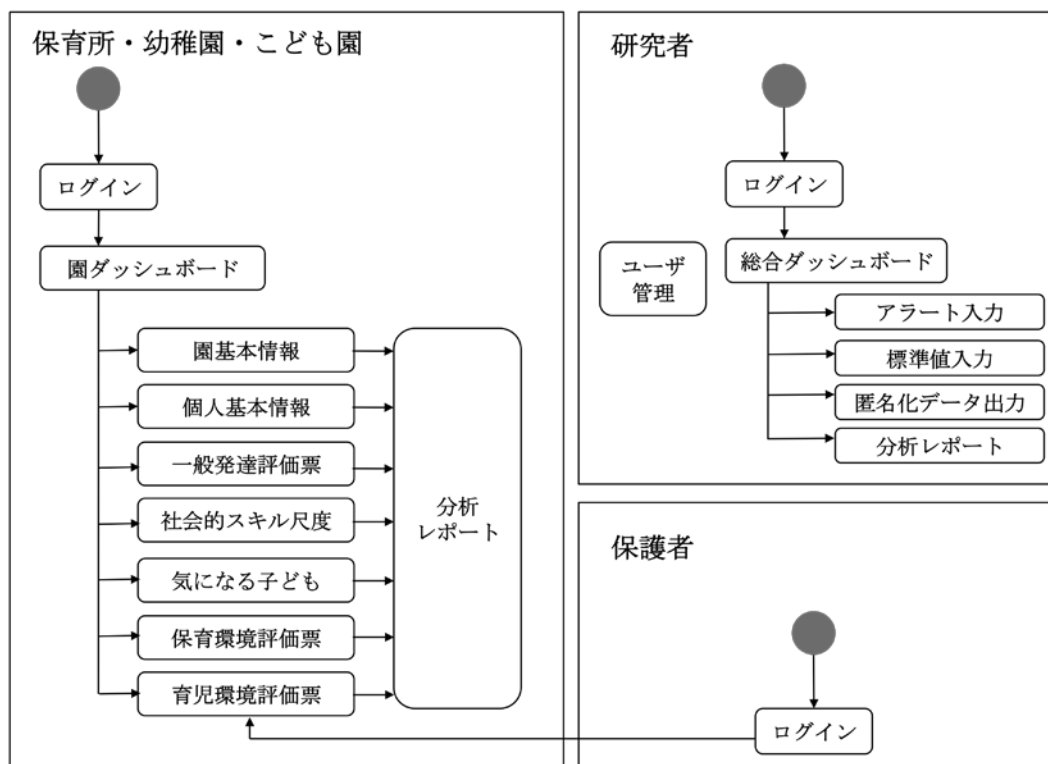 保育所・幼稚園・こども園
ログイン
園ダッシュボード
園基本情報
個人基本情報
一般発達評価票
社会的スキル尺度
気になる子ども
保育環境評価票
育児環境評価票
分析
レポート
研究者
ログイン
ユーザ
管理
総合ダッシュボード
アラート入力
標準値入力
匿名化データ出力
分析レポート
保護者
ログイン